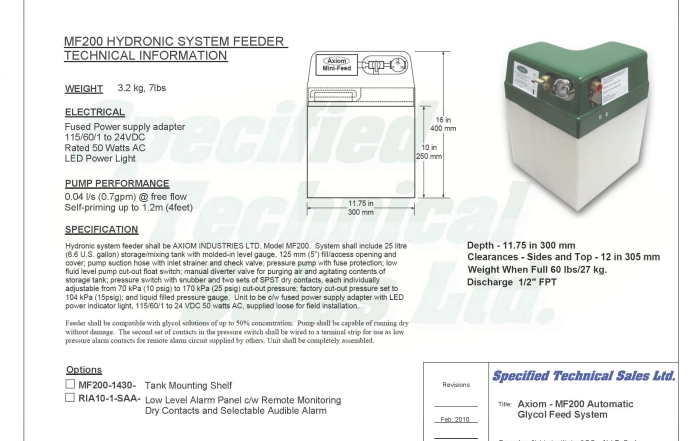 MF200 HYDRONIC SYSTEM FEEDER
TECHNICAL INFORMATION
WEIGHT 3.2 kg, 7lbs
ELECTRICAL
Fused Power supply adapter
115/60/1 to 24VDC
Rated 50 Watts AC
LED Power Light
PUMP PERFORMANCE
0.04 l/s (0.7gpm) @ free flow
Self-priming up to 1.2m (4feet)
Axiom
Mini-Feed
16 in
400 mm
10 in
250 mm
11.75 in
300 mm
SPECIFICATION
Hydronic system feeder shall be AXIOM INDUSTRIES LTD. Model MF200. System shall include 25 litre
(6.6 U.S. gallon) storage/mixing tank with molded-in level gauge, 125 mm (5") fill/access opening and
cover; pump suction hose with inlet strainer and check valve; pressure pump with fuse protection; low
fluid level pump cut-out float switch; manual diverter valve for purging air and agitating contents of
storage tank; pressure switch with snubber and two sets of SPST dry contacts, each individually
adjustable from 70 kPa (10 psig) to 170 kPa (25 psig) cut-out pressure; factory cut-out pressure set to
104 kPa (15psig); and liquid filled pressure gauge. Unit to be c/w fused power supply adapter with LED
power indicator light, 115/60/1 to 24 VDC 50 watts AC, supplied loose for field installation.
Feeder shall be compatible with glycol solutions of up to 50% concentration. Pump shall be capable of running dry
without damage. The second set of contacts in the pressure switch shall be wired to a terminal strip for use as low
pressure alarm contacts for remote alarm circuit supplied by others. Unit shall be completely assembled.
Depth - 11.75 in 300 mm
Clearances - Sides and Top - 12 in 305 mm
Weight When Full 60 lbs/27 kg.
Discharge 1/2" FPT
Options
MF200-1430- Tank Mounting Shelf
RIA10-1-SAA- Low Level Alarm Panel c/w Remote Monitoring
Dry Contacts and Selectable Audible Alarm
Revisions
Feb. 2010
Specified Technical Sales Ltd.
Title: Axiom - MF200 Automatic
Glycol Feed System
Specified
Technical
Sales Ltd.